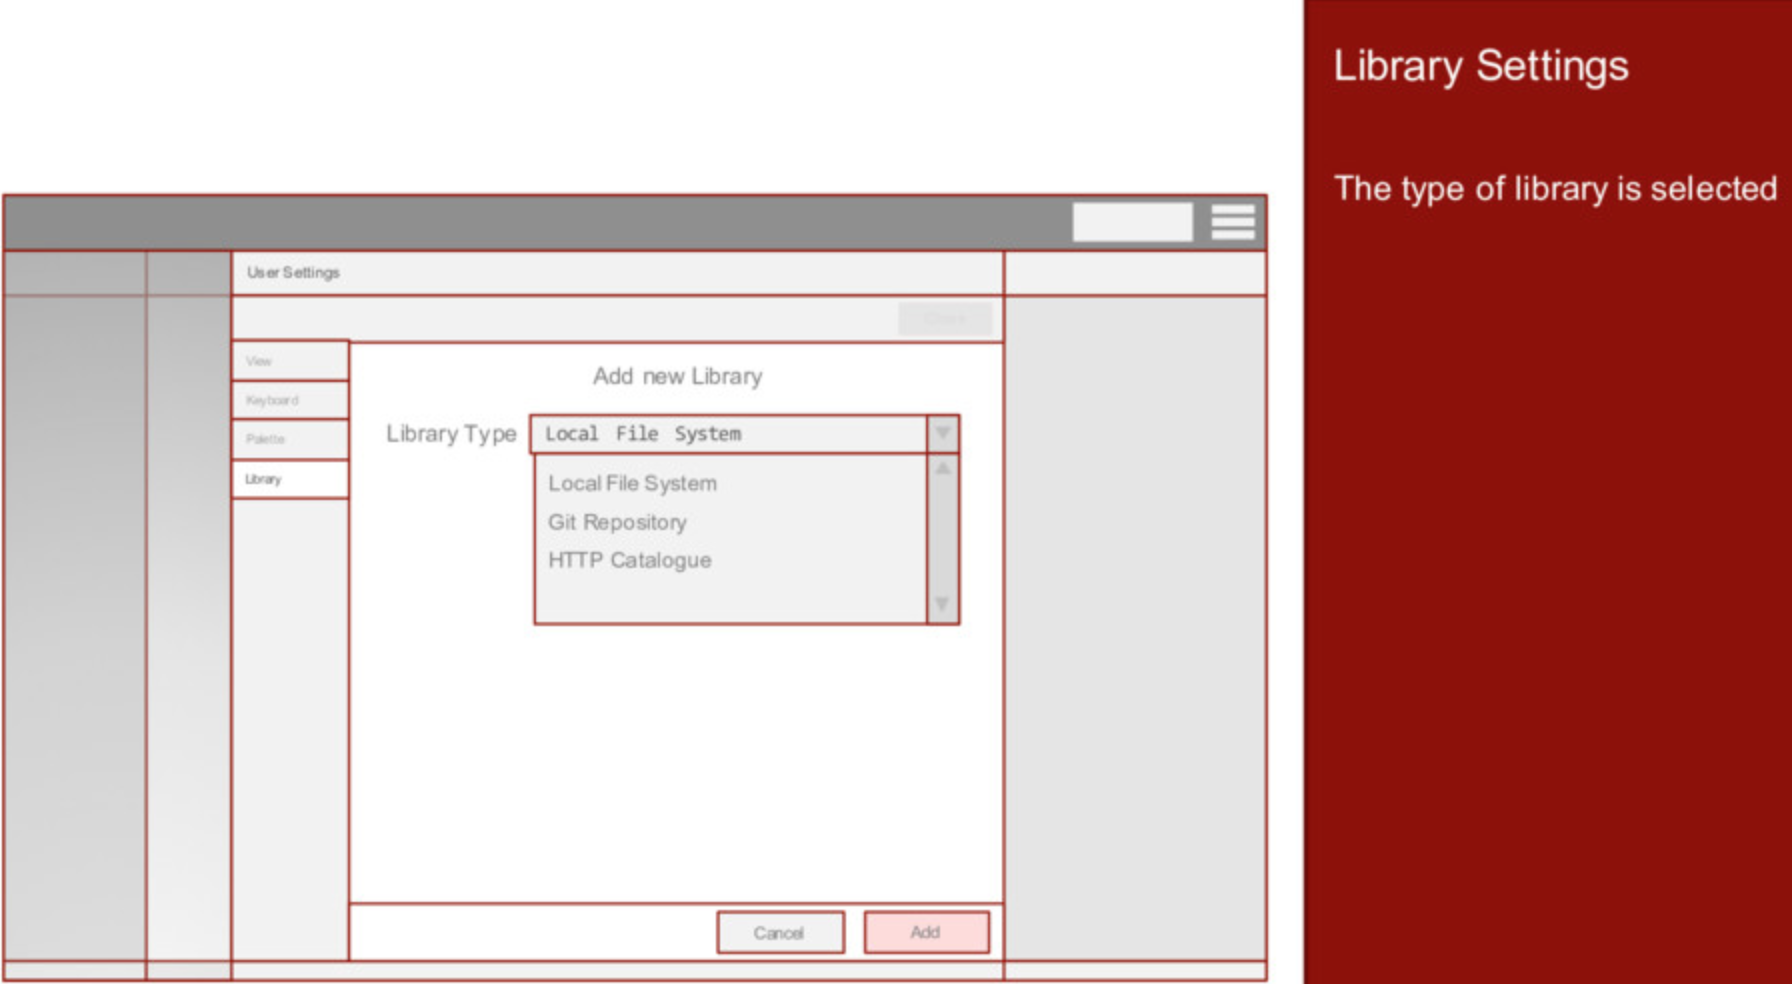 Library Settings
The type of library is selected
User Settings
View
Keyboard
Palette
Library
Add new Library
Library Type
Local File System
Local File System
Git Repository
HTTP Catalogue
Cancel
Add